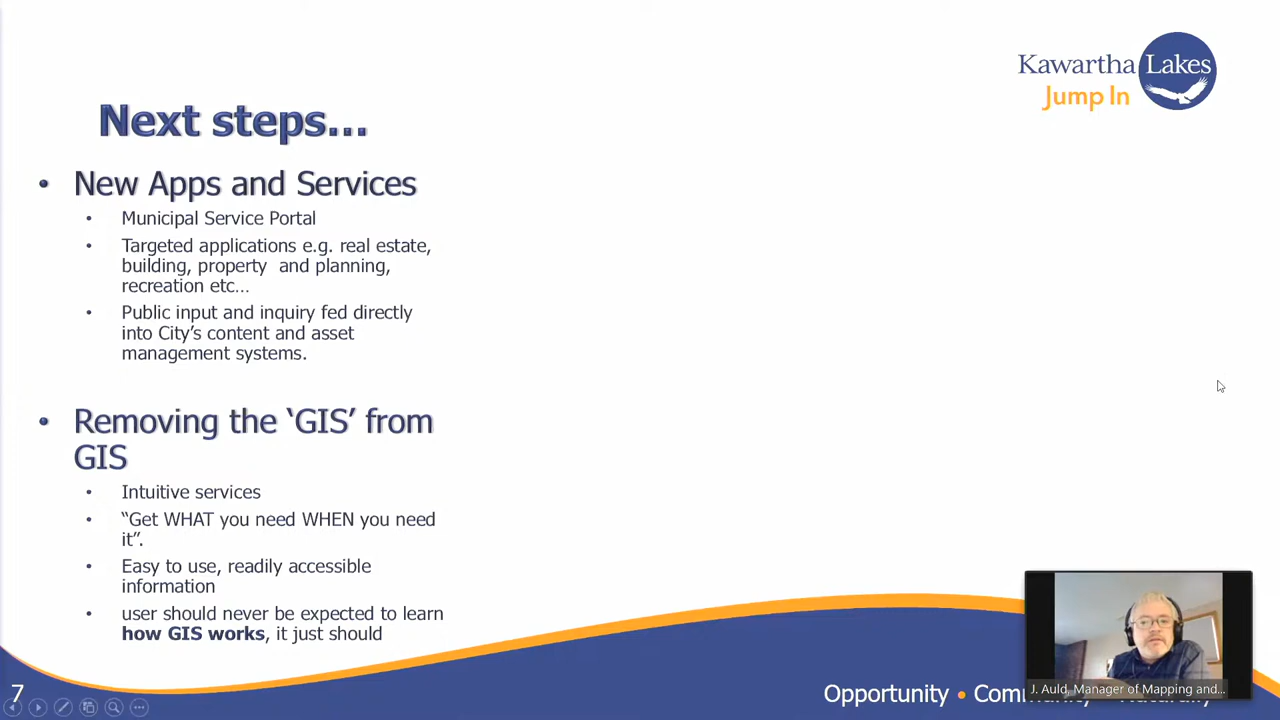 Kawartha Lakes
Jump In
Next steps...
• New Apps and Services
• Municipal Service Portal
• Targeted applications e.g. real estate,
building, property and planning,
recreation etc...
• Public input and inquiry fed directly
into City's content and asset
management systems.
• Removing the ‘GIS’ from
GIS
• Intuitive services
• “Get WHAT you need WHEN you need
it”.
• Easy to use, readily accessible
information
• user should never be expected to learn
how GIS works, it just should
J. Auld, Manager of Mapping and...
7
Opportunity •